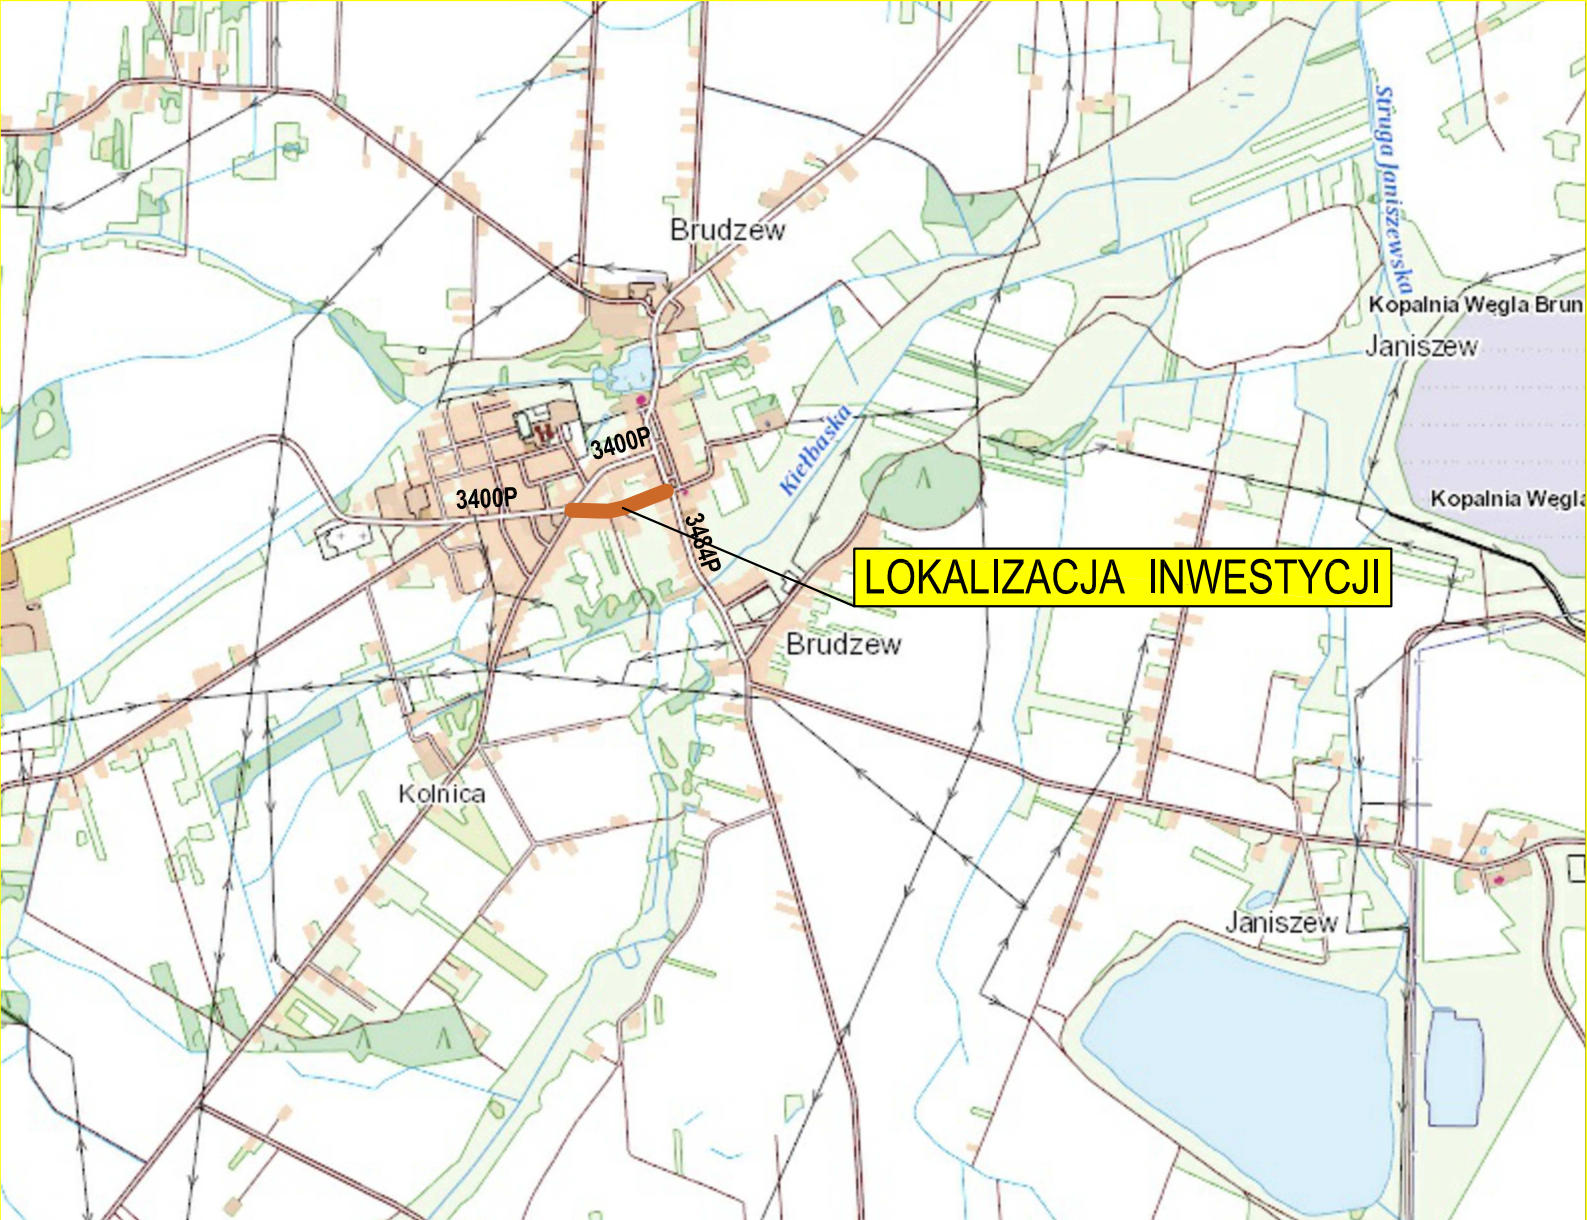 Struga Janiszewska
Brudzew
Kopalnia Węgla Brun
Janiszew
3400P
Kiełbaska
3400P
Kopalnia Węgla
3484P
LOKALIZACJA INWESTYCJI
Brudzew
Kolnica
Janiszew